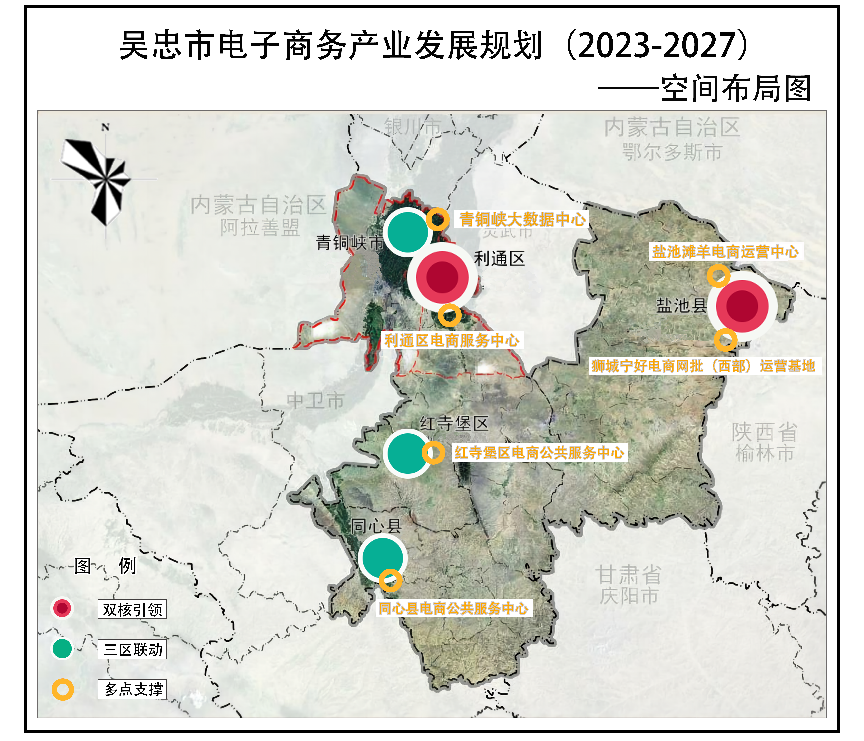 吴忠市电子商务产业发展规划（2023-2027）
——空间布局图
N
银川市
内蒙古自治区
鄂尔多斯市
内蒙古自治区
阿拉善盟
青铜峡大数据中心
灵武市
青铜峡市
利通区
盐池滩羊电商运营中心
盐池县
利通区电商服务中心
狮城宁好电商网批（西部）运营基地
中卫市
红寺堡区
陕西省
榆林市
红寺堡区电商公共服务中心
同心县
甘肃省
庆阳市
同心县电商公共服务中心
图 例
双核引领
三区联动
多点支撑